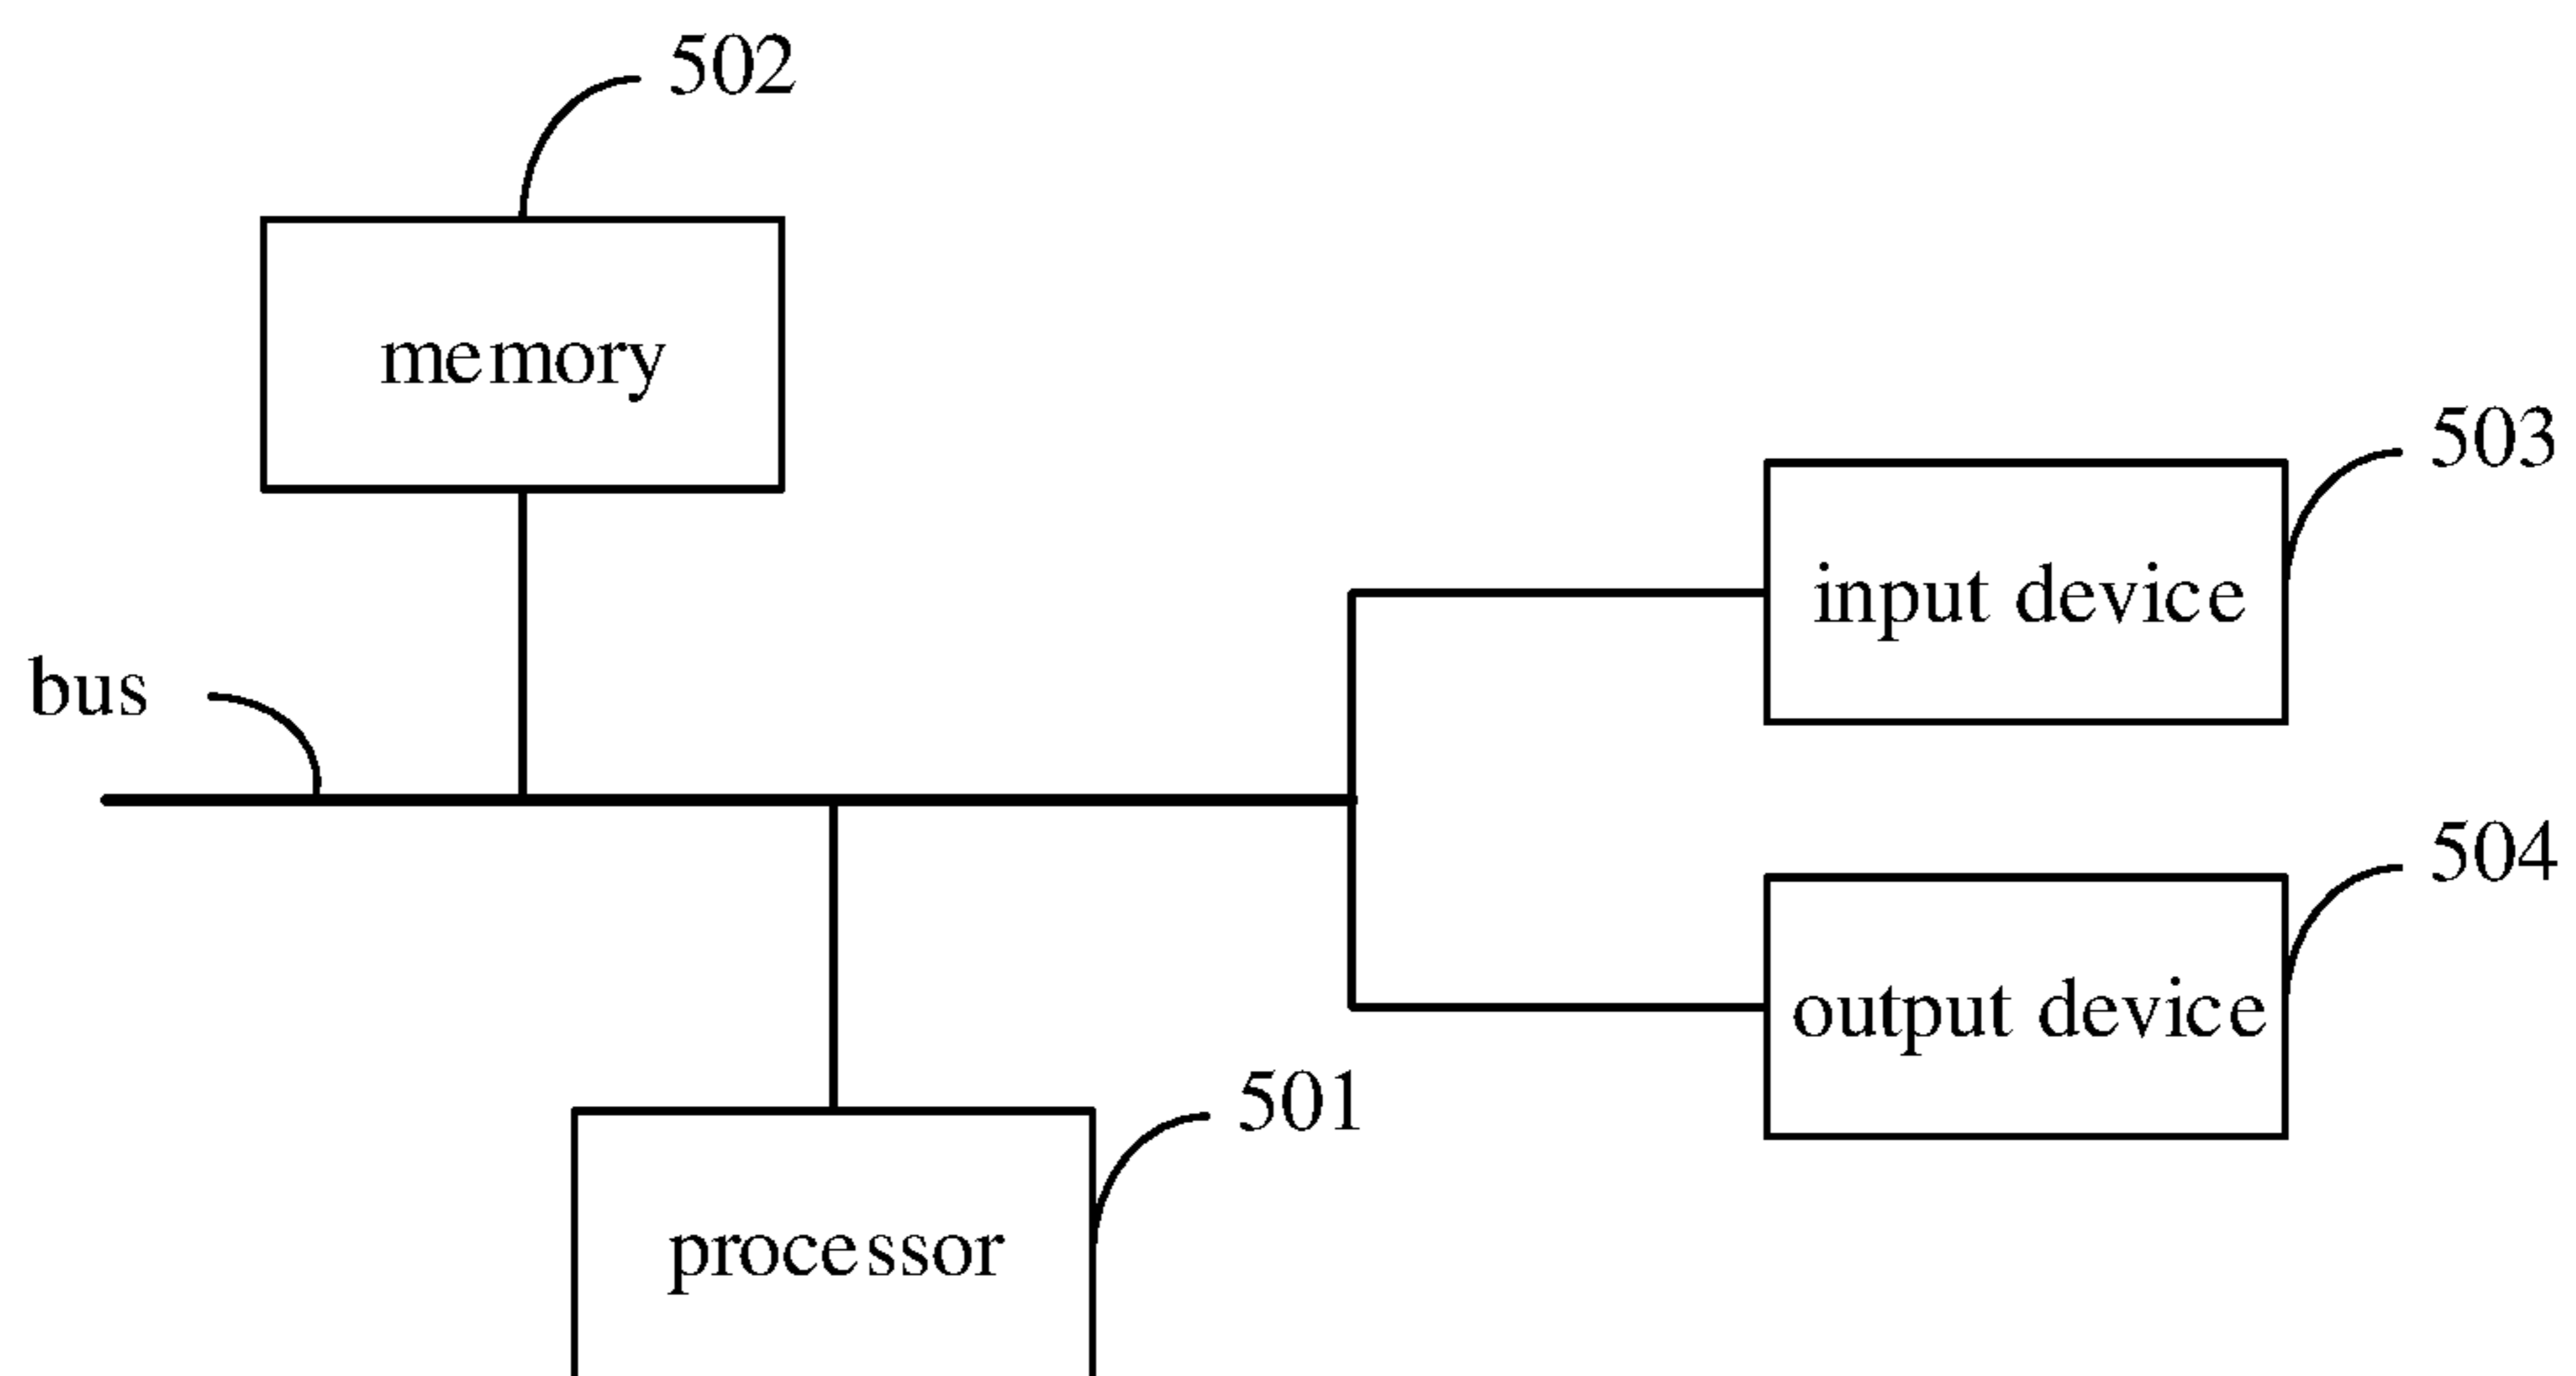 502
memory
503
input device
bus
504
output device
501
processor